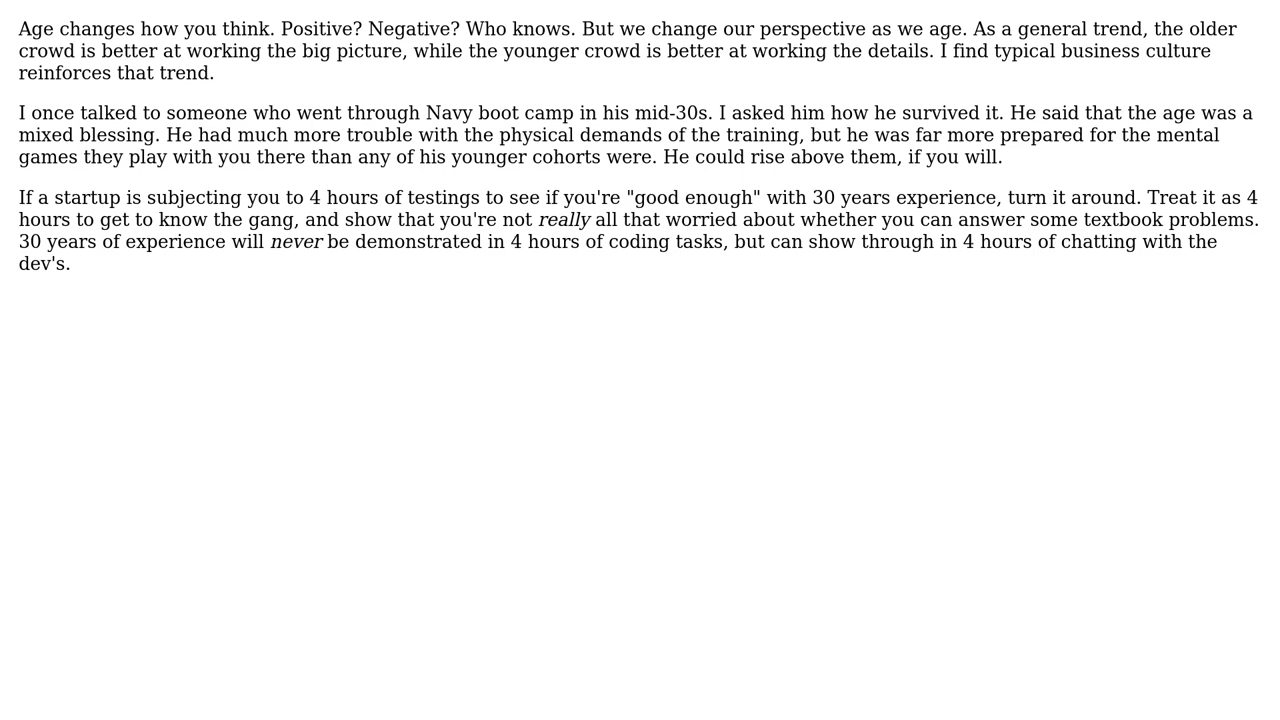 Age changes how you think. Positive? Negative? Who knows. But we change our perspective as we age. As a general trend, the older
crowd is better at working the big picture, while the younger crowd is better at working the details. I find typical business culture
reinforces that trend.
I once talked to someone who went through Navy boot camp in his mid-30s. I asked him how he survived it. He said that the age was a
mixed blessing. He had much more trouble with the physical demands of the training, but he was far more prepared for the mental
games they play with you there than any of his younger cohorts were. He could rise above them, if you will.
If a startup is subjecting you to 4 hours of testings to see if you're "good enough" with 30 years experience, turn it around. Treat it as 4
hours to get to know the gang, and show that you're not really all that worried about whether you can answer some textbook problems.
30 years of experience will never be demonstrated in 4 hours of coding tasks, but can show through in 4 hours of chatting with the
dev's.